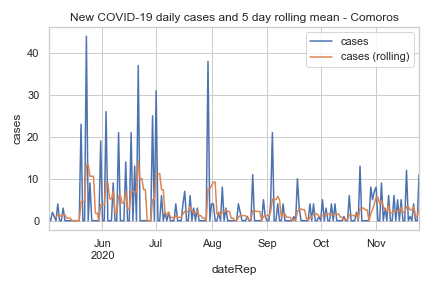 New COVID-19 daily cases and 5 day rolling mean - Comoros
cases
cases (rolling)
40
30
20
10
0
cases
Jun
2020
Jul
Aug
Sep
Oct
Nov
dateRep